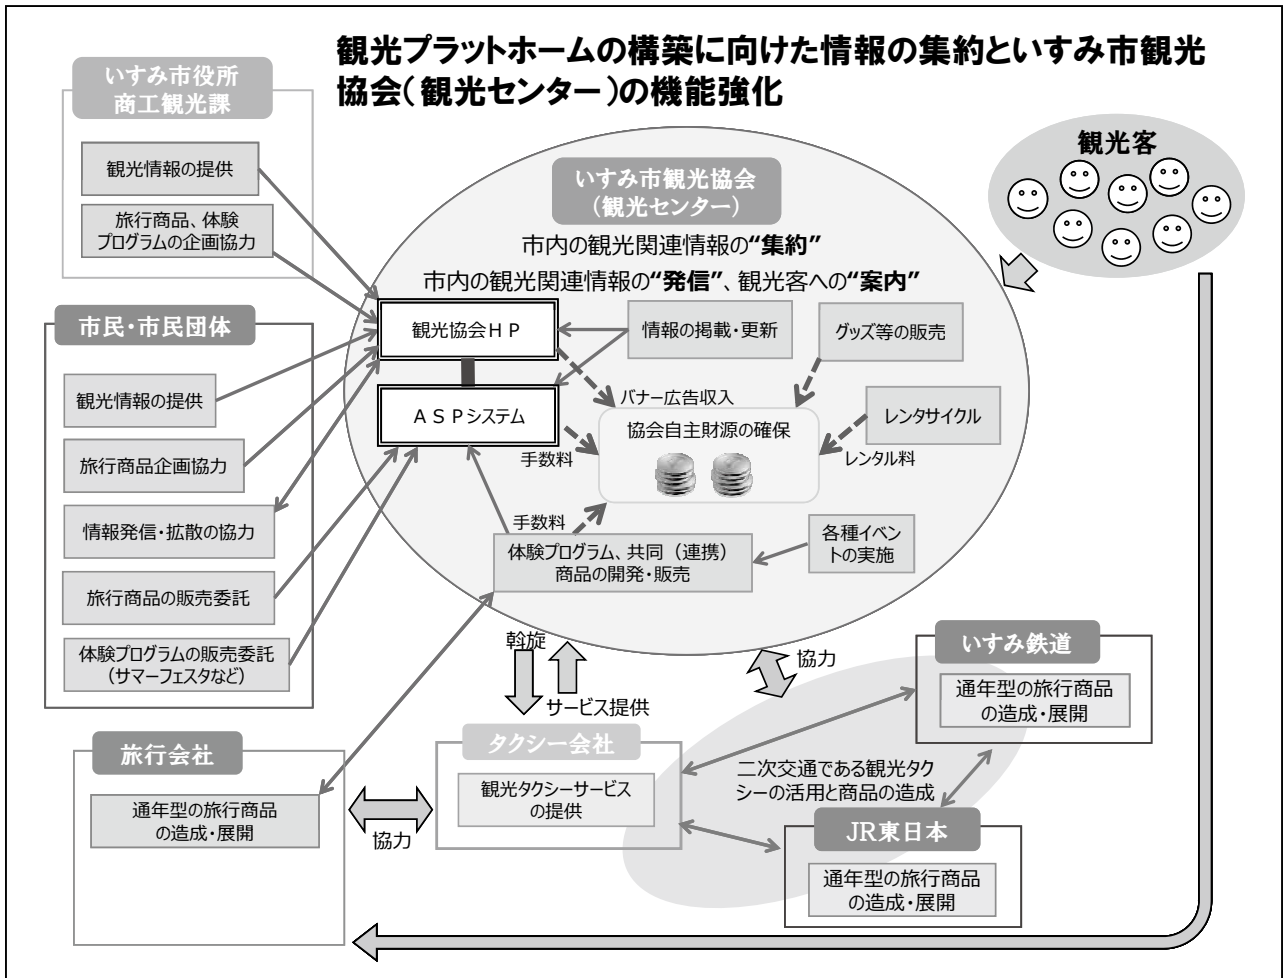 観光プラットホームの構築に向けた情報の集約といすみ市観光
協会(観光センター)の機能強化
いすみ市役所
商工観光課
観光情報の提供
旅行商品、体験
プログラムの企画協力
市民・市民団体
観光情報の提供
旅行商品企画協力
情報発信・拡散の協力
旅行商品の販売委託
体験プログラムの販売委託
(サマーフェスタなど)
いすみ市観光協会
(観光センター)
市内の観光関連情報の“集約”
市内の観光関連情報の“発信”、観光客への“案内”
観光協会HP
情報の掲載・更新
グッズ等の販売
バナー広告収入
ASPシステム
協会自主財源の確保
レンタサイクル
手数料
レンタル料
手数料
体験プログラム、共同(連携)
商品の開発・販売
各種イベン
トの実施
観光客
斡旋
サービス提供
協力
いすみ鉄道
通年型の旅行商品
の造成・展開
旅行会社
通年型の旅行商品
の造成・展開
協力
タクシー会社
観光タクシーサービス
の提供
二次交通である観光タク
シーの活用と商品の造成
JR東日本
通年型の旅行商品
の造成・展開